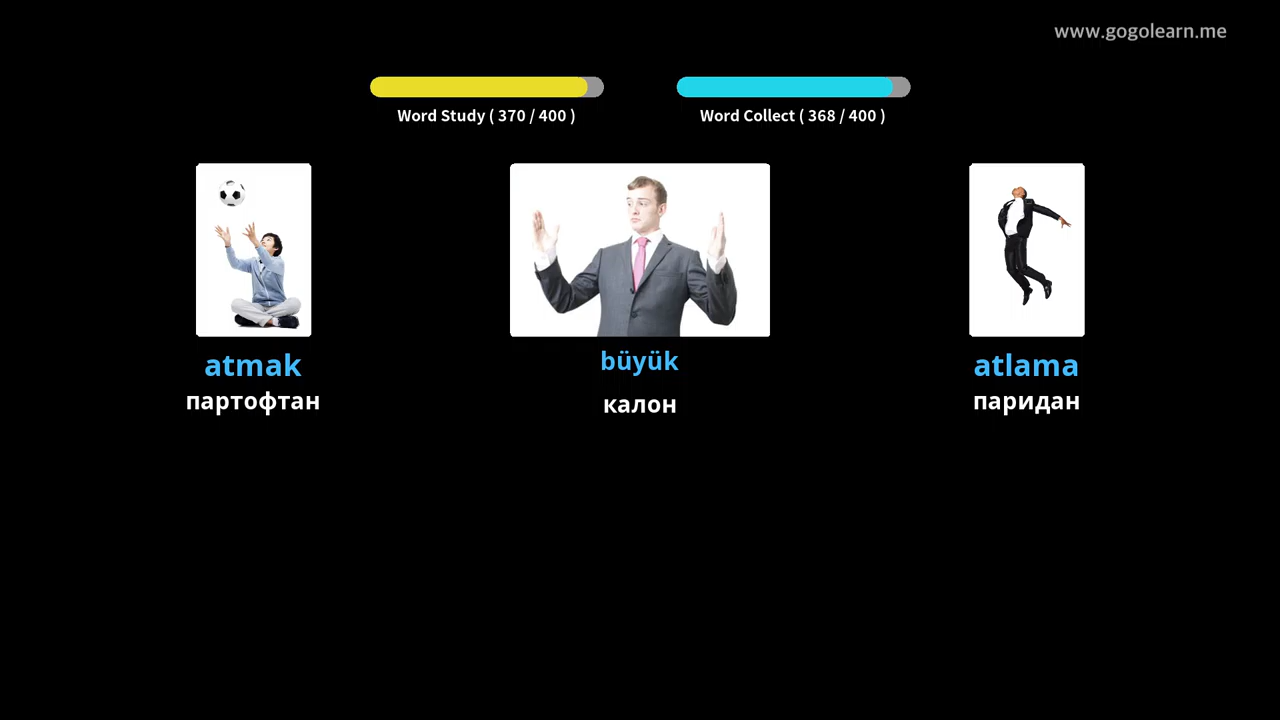 www.gogolearn.me
Word Study ( 370 / 400 )
Word Collect ( 368 / 400 )
atmak
партофтан
büyük
калон
atlama
паридан